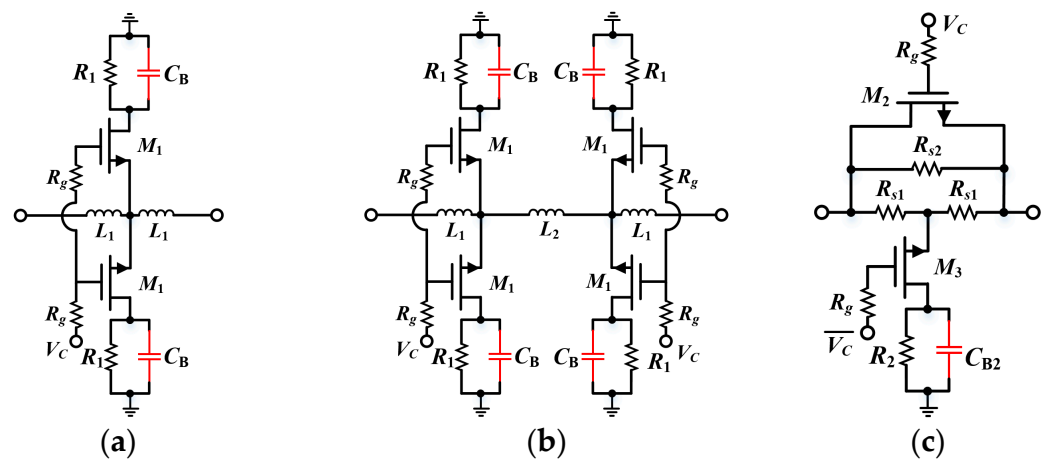 R1 CB
M1
Rg
L1 L1
M1
Rg
VC R1 CB
(a)
R1 CB CB R1
M1 M1
Rg Rg
L1 L2 L1
M1 M1
Rg Rg
VC R1 CB CB R1 VC
(b)
VC
Rg
M2
Rs2
Rs1 Rs1
M3
Rg
V̅C̅
R2 CB2
(c)